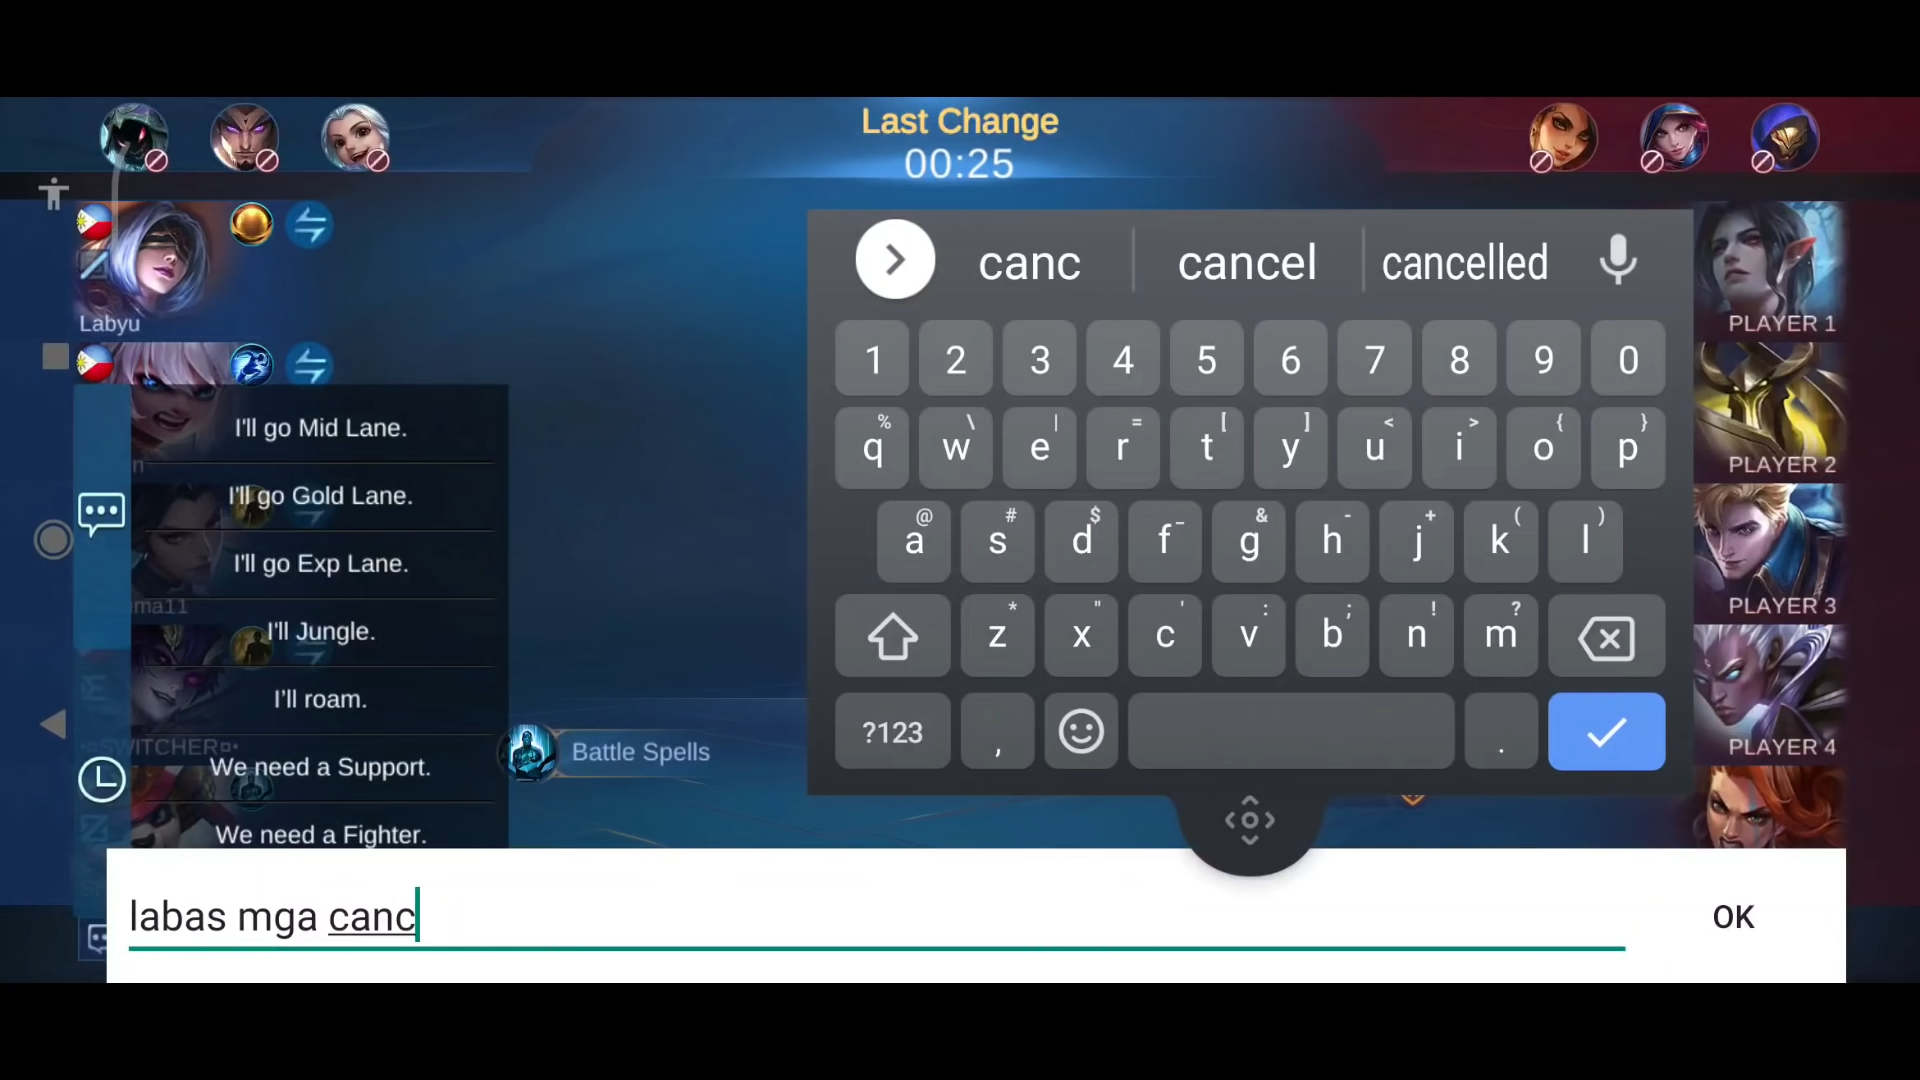 Last Change
00:25
Labyu
I'll go Mid Lane.
I'll go Gold Lane.
I'll go Exp Lane.
ma11
I'll Jungle.
I'll roam.
SWITCHER
We need a Support.
We need a Fighter.
Battle Spells
canc cancel cancelled
1 2 3 4 5 6 7 8 9 0
% \ | = [ ] < > { }
q w e r t y u i o p
@ # $ _ & - + ( )
a s d f g h j k l
* " ' : ; ! ?
z x c v b n m
?123 , .
PLAYER 1
PLAYER 2
PLAYER 3
PLAYER 4
labas mga canc
OK